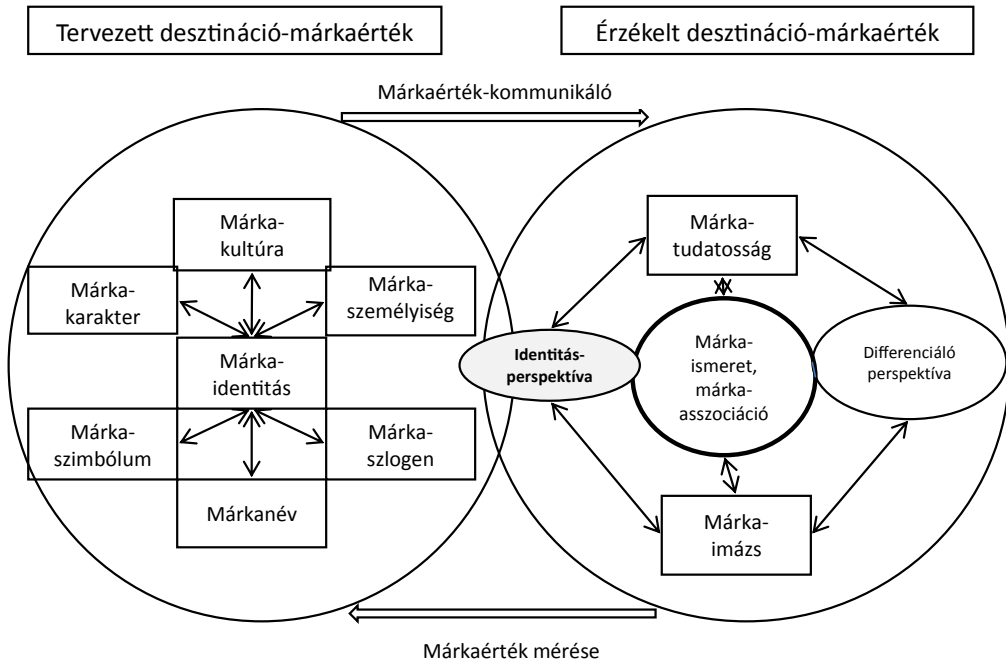 Tervezett desztináció-márkaérték
Érzékelt desztináció-márkaérték
Márkaérték-kommunikáló
Márka-
kultúra
Márka-
karakter
Márka-
személyiség
Márka-
identitás
Márka-
szimbólum
Márka-
szlogen
Márkanév
Márka-
tudatosság
Identitás-
perspektíva
Márka-
ismeret,
márka-
asszociáció
Differenciáló
perspektíva
Márka-
imázs
Márkaérték mérése